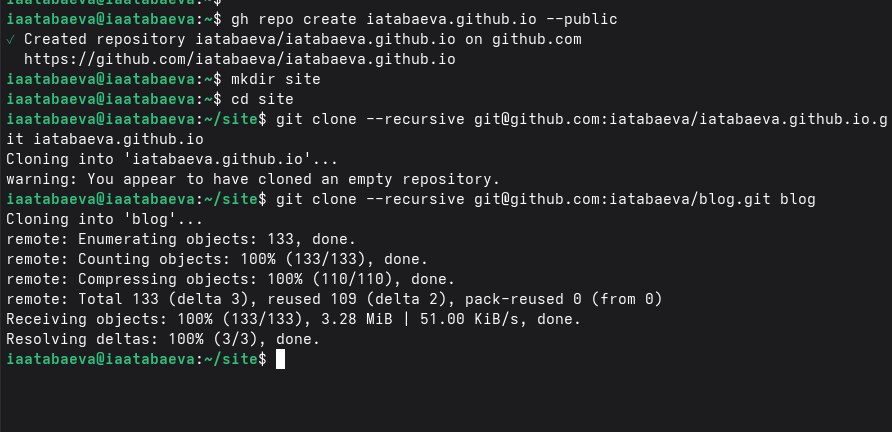 iaatabaeva@iaatabaeva:~$ gh repo create iatabaeva.github.io --public
✓ Created repository iatabaeva/iatabaeva.github.io on github.com
  https://github.com/iatabaeva/iatabaeva.github.io
iaatabaeva@iaatabaeva:~$ mkdir site
iaatabaeva@iaatabaeva:~$ cd site
iaatabaeva@iaatabaeva:~/site$ git clone --recursive git@github.com:iatabaeva/iatabaeva.github.io.g
it iatabaeva.github.io
Cloning into 'iatabaeva.github.io'...
warning: You appear to have cloned an empty repository.
iaatabaeva@iaatabaeva:~/site$ git clone --recursive git@github.com:iatabaeva/blog.git blog
Cloning into 'blog'...
remote: Enumerating objects: 133, done.
remote: Counting objects: 100% (133/133), done.
remote: Compressing objects: 100% (110/110), done.
remote: Total 133 (delta 3), reused 109 (delta 2), pack-reused 0 (from 0)
Receiving objects: 100% (133/133), 3.28 MiB | 51.00 KiB/s, done.
Resolving deltas: 100% (3/3), done.
iaatabaeva@iaatabaeva:~/site$